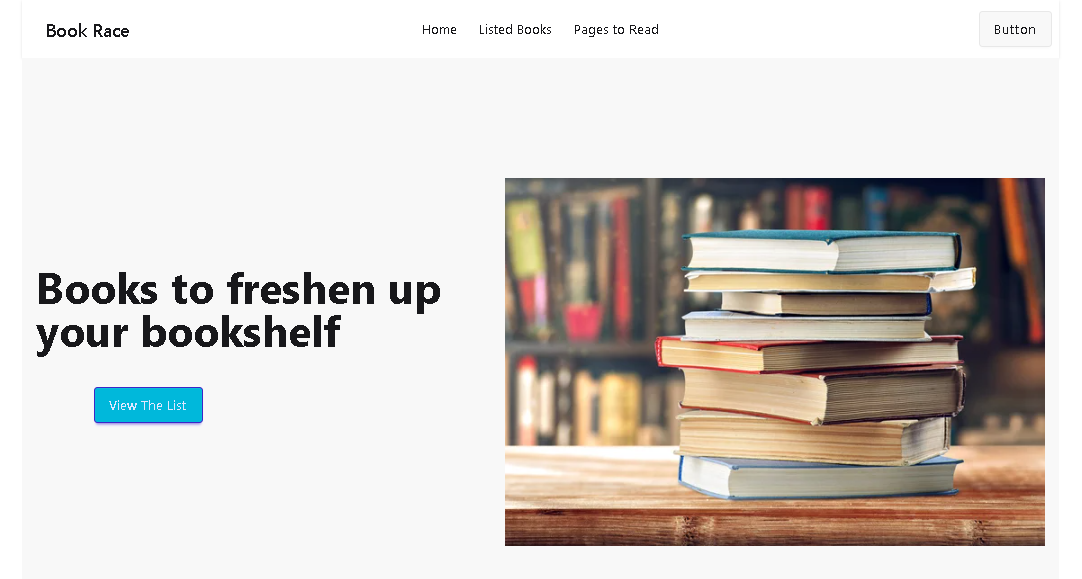 Book Race
Home Listed Books Pages to Read
Button
Books to freshen up
your bookshelf
View The List